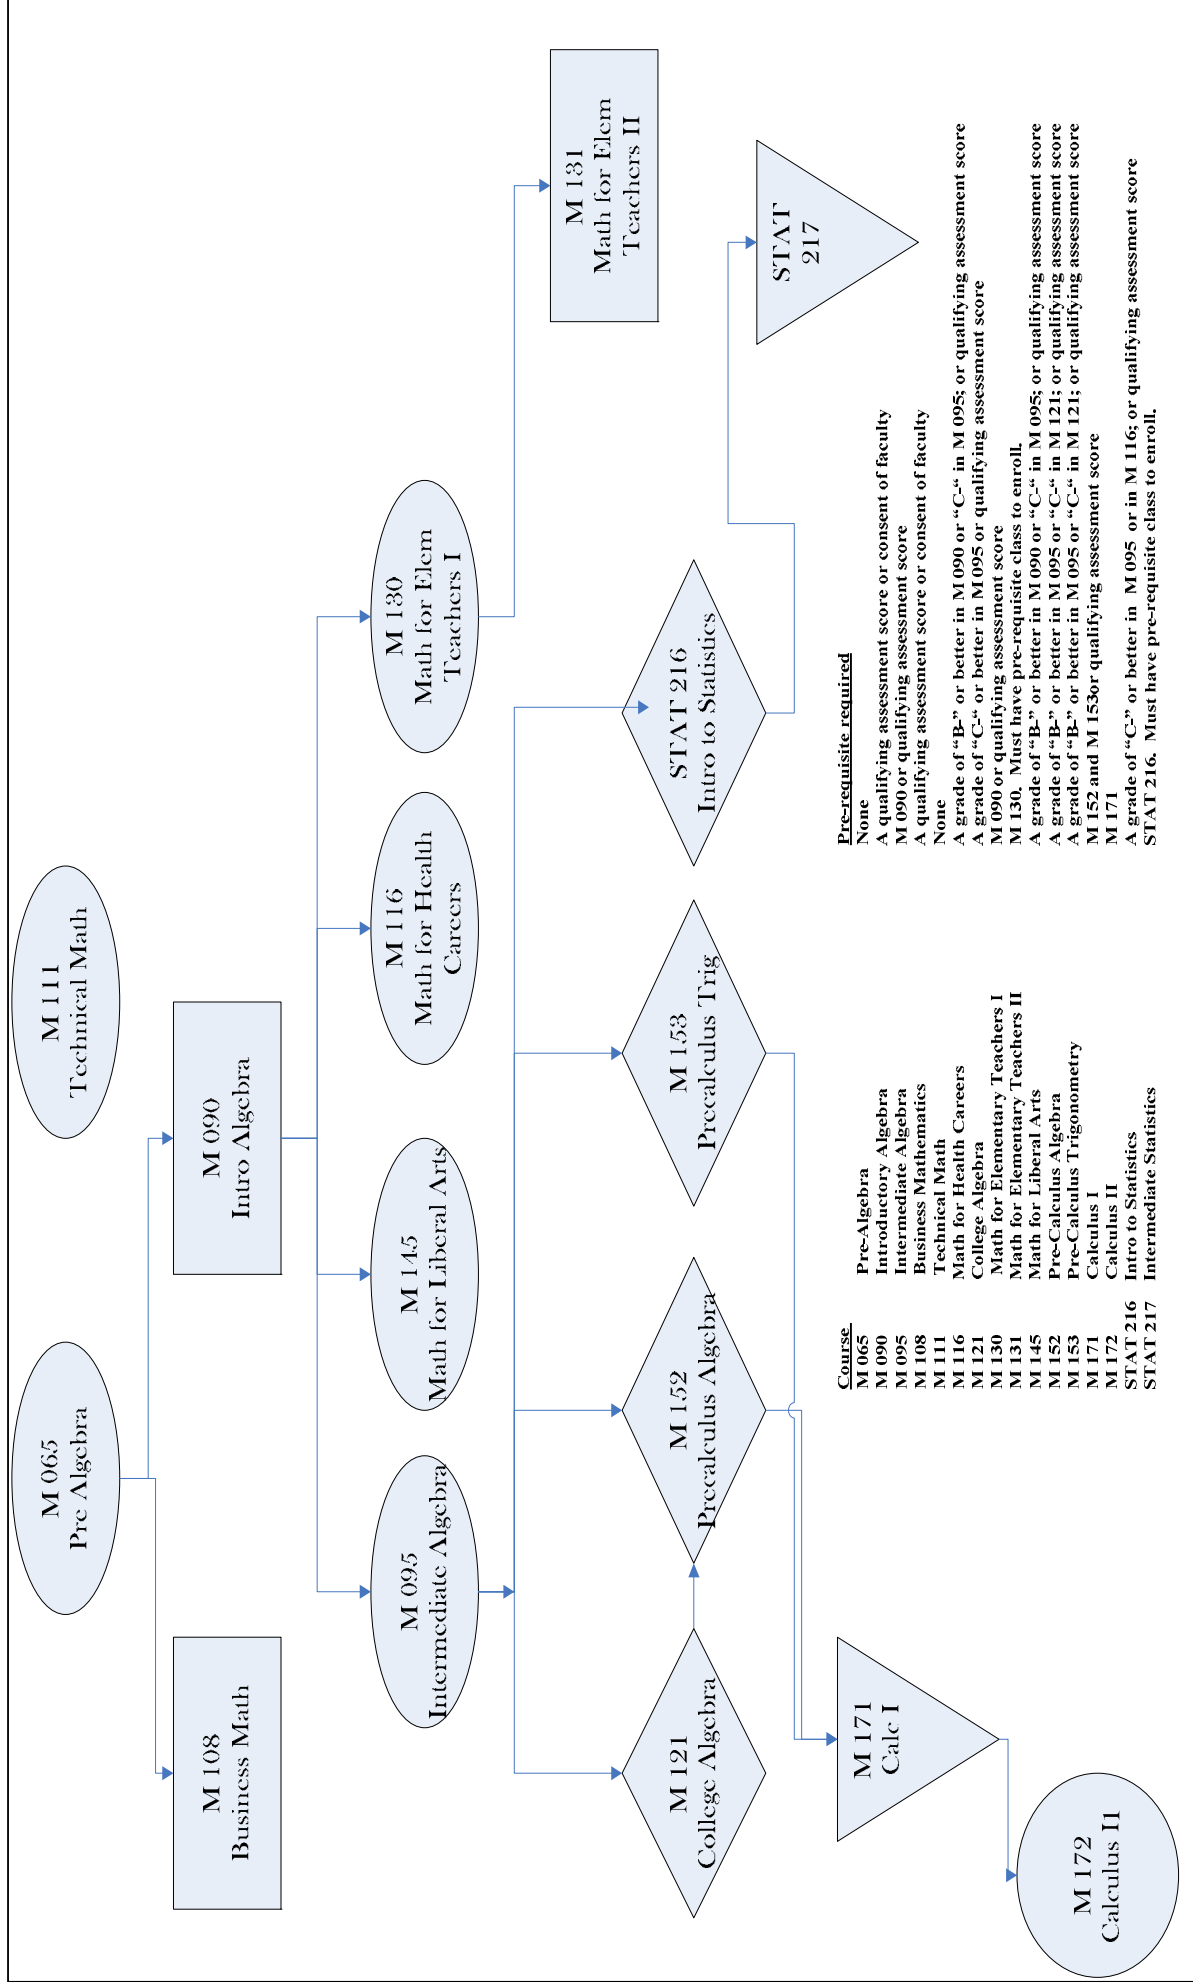 M 111
Technical Math
M 065
Pre Algebra
M 108
Business Math
M 090
Intro Algebra
M 095
Intermediate Algebra
M 145
Math for Liberal Arts
M 116
Math for Health
Careers
M 130
Math for Elem
Teachers I
M 131
Math for Elem
Teachers II
M 121
College Algebra
M 152
Precalculus Algebra
M 153
Precalculus Trig
STAT 216
Intro to Statistics
STAT
217
M 171
Calc I
M 172
Calculus I1
Course Pre-requisite required
M 065 Pre-Algebra None
M 090 Introductory Algebra A qualifying assessment score or consent of faculty
M 095 Intermediate Algebra M 090 or qualifying assessment score
M 108 Business Mathematics A qualifying assessment score or consent of faculty
M 111 Technical Math None
M 116 Math for Health Careers A grade of “B-” or better in M 090 or “C-“ in M 095; or qualifying assessment score
M 121 College Algebra A grade of “C-“ or better in M 095 or qualifying assessment score
M 130 Math for Elementary Teachers I M 090 or qualifying assessment score
M 131 Math for Elementary Teachers II M 130. Must have pre-requisite class to enroll.
M 145 Math for Liberal Arts A grade of “B-” or better in M 090 or “C-“ in M 095; or qualifying assessment score
M 152 Pre-Calculus Algebra A grade of “B-” or better in M 095 or “C-“ in M 121; or qualifying assessment score
M 153 Pre-Calculus Trigonometry A grade of “B-” or better in M 095 or “C-“ in M 121; or qualifying assessment score
M 171 Calculus I M 152 and M 153or qualifying assessment score
M 172 Calculus II M 171
STAT 216 Intro to Statistics A grade of “C-” or better in M 095 or in M 116; or qualifying assessment score
STAT 217 Intermediate Statistics STAT 216. Must have pre-requisite class to enroll.